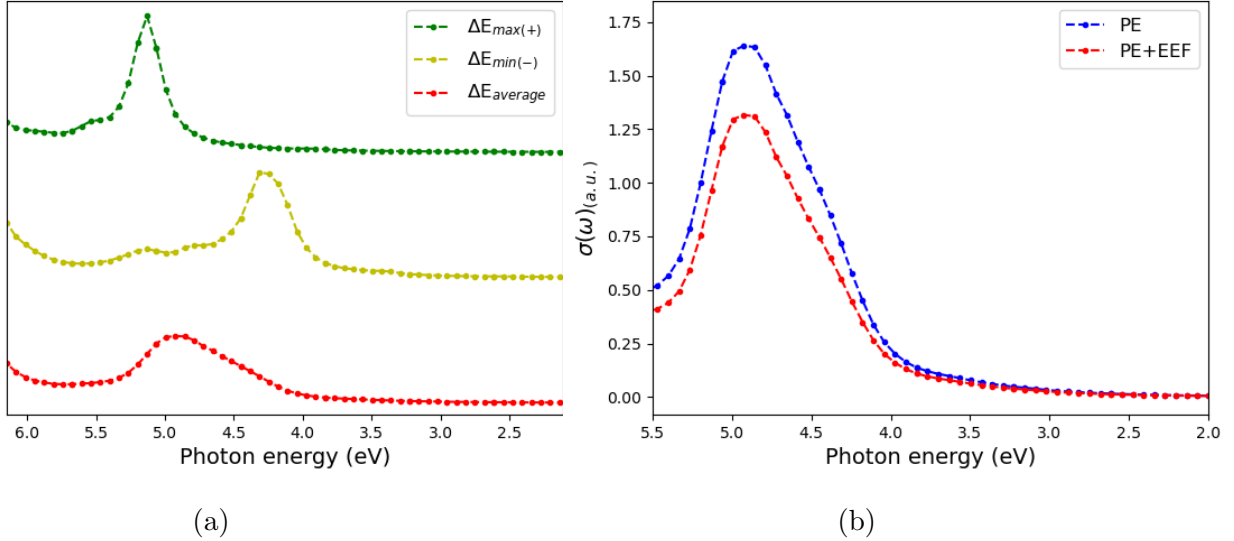 ΔE_max(+)
ΔE_min(−)
ΔE_average
6.0 5.5 5.0 4.5 4.0 3.5 3.0 2.5
Photon energy (eV)
(a)
PE
PE+EEF
σ(ω)_(a.u.)
1.75
1.50
1.25
1.00
0.75
0.50
0.25
0.00
5.5 5.0 4.5 4.0 3.5 3.0 2.5 2.0
Photon energy (eV)
(b)